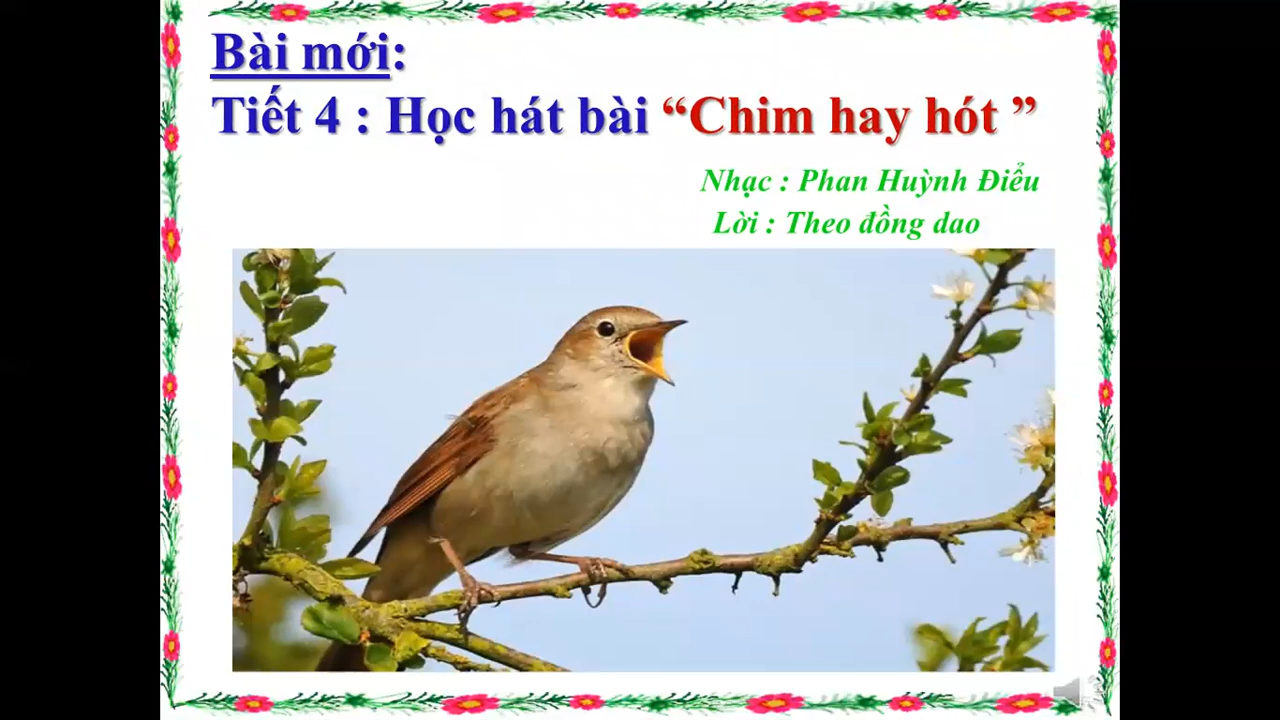 Bài mới:
Tiết 4 : Học hát bài “Chim hay hót ”
Nhạc : Phan Huỳnh Điểu
Lời : Theo đồng dao